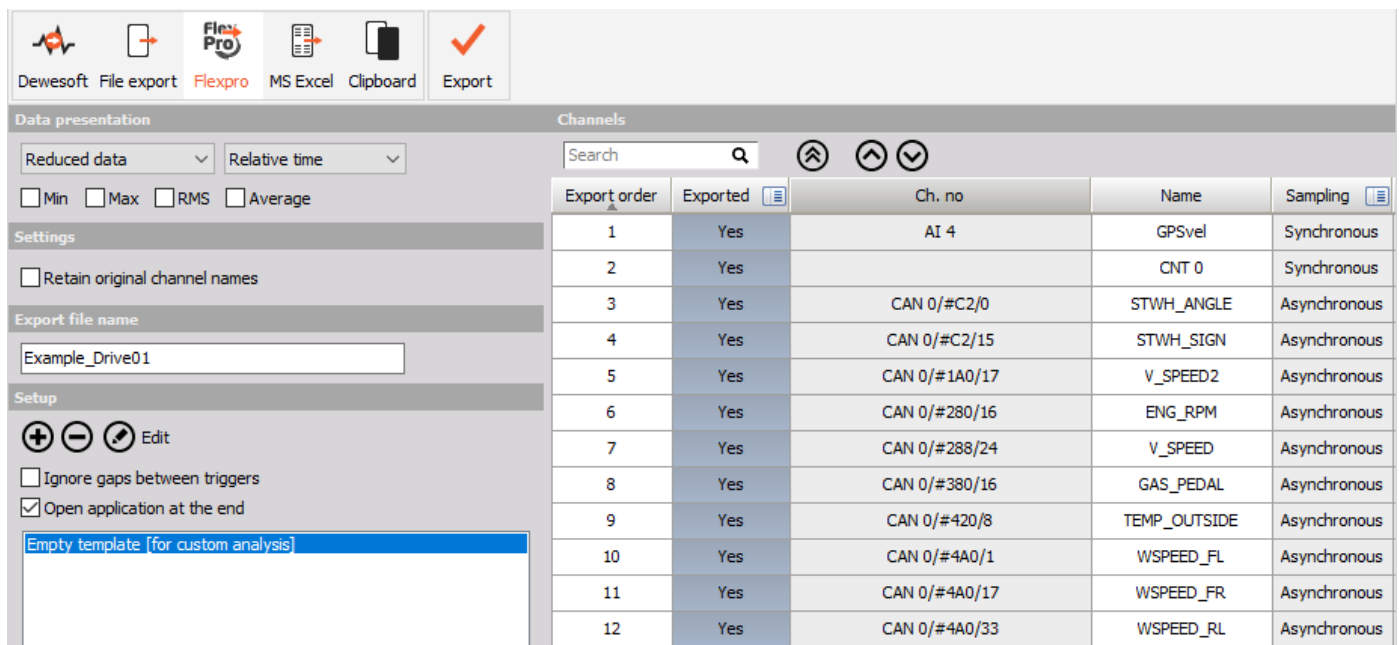 Flex Pro
Dewesoft File export Flexpro MS Excel Clipboard Export
Data presentation
Reduced data Relative time
Min Max RMS Average
Settings
Retain original channel names
Export file name
Example_Drive01
Setup
Edit
Ignore gaps between triggers
Open application at the end
Empty template [for custom analysis]
Channels
Search
Export order Exported Ch. no Name Sampling
1 Yes AI 4 GPSvel Synchronous
2 Yes CNT 0 Synchronous
3 Yes CAN 0/#C2/0 STWH_ANGLE Asynchronous
4 Yes CAN 0/#C2/15 STWH_SIGN Asynchronous
5 Yes CAN 0/#1A0/17 V_SPEED2 Asynchronous
6 Yes CAN 0/#280/16 ENG_RPM Asynchronous
7 Yes CAN 0/#288/24 V_SPEED Asynchronous
8 Yes CAN 0/#380/16 GAS_PEDAL Asynchronous
9 Yes CAN 0/#420/8 TEMP_OUTSIDE Asynchronous
10 Yes CAN 0/#4A0/1 WSPEED_FL Asynchronous
11 Yes CAN 0/#4A0/17 WSPEED_FR Asynchronous
12 Yes CAN 0/#4A0/33 WSPEED_RL Asynchronous